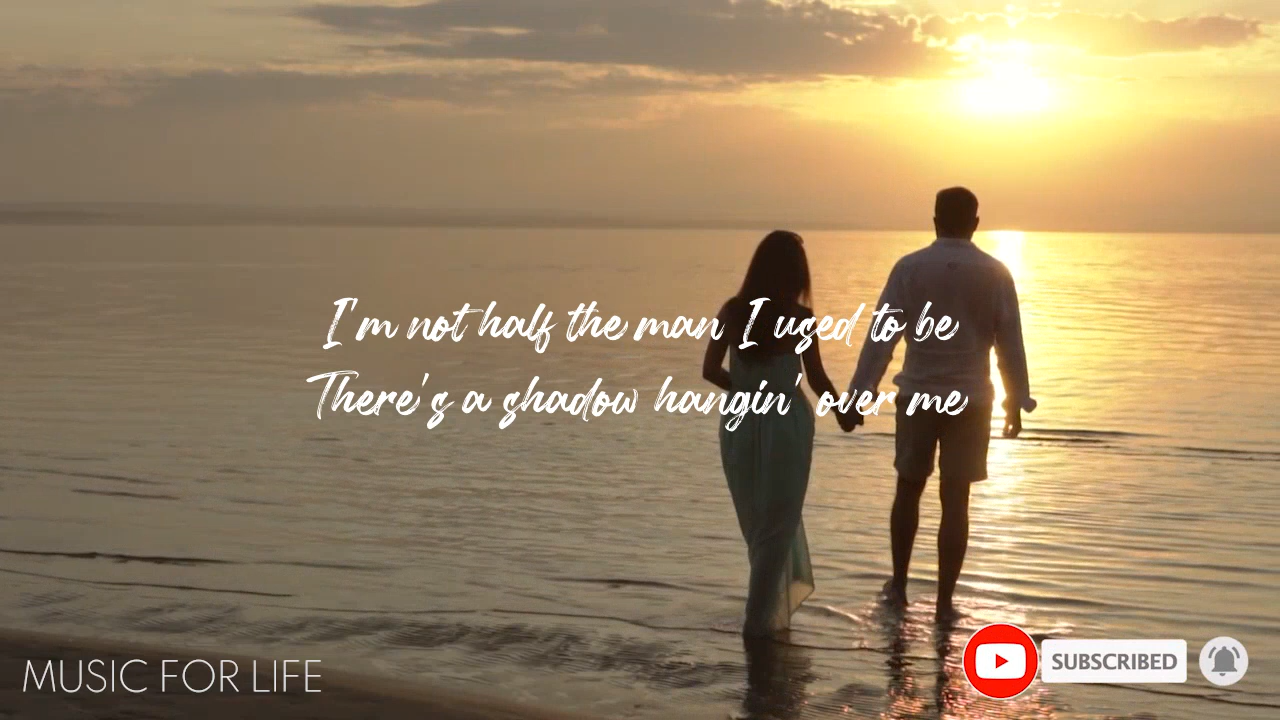 I'm not half the man I used to be
There's a shadow hangin' over me
MUSIC FOR LIFE
SUBSCRIBED